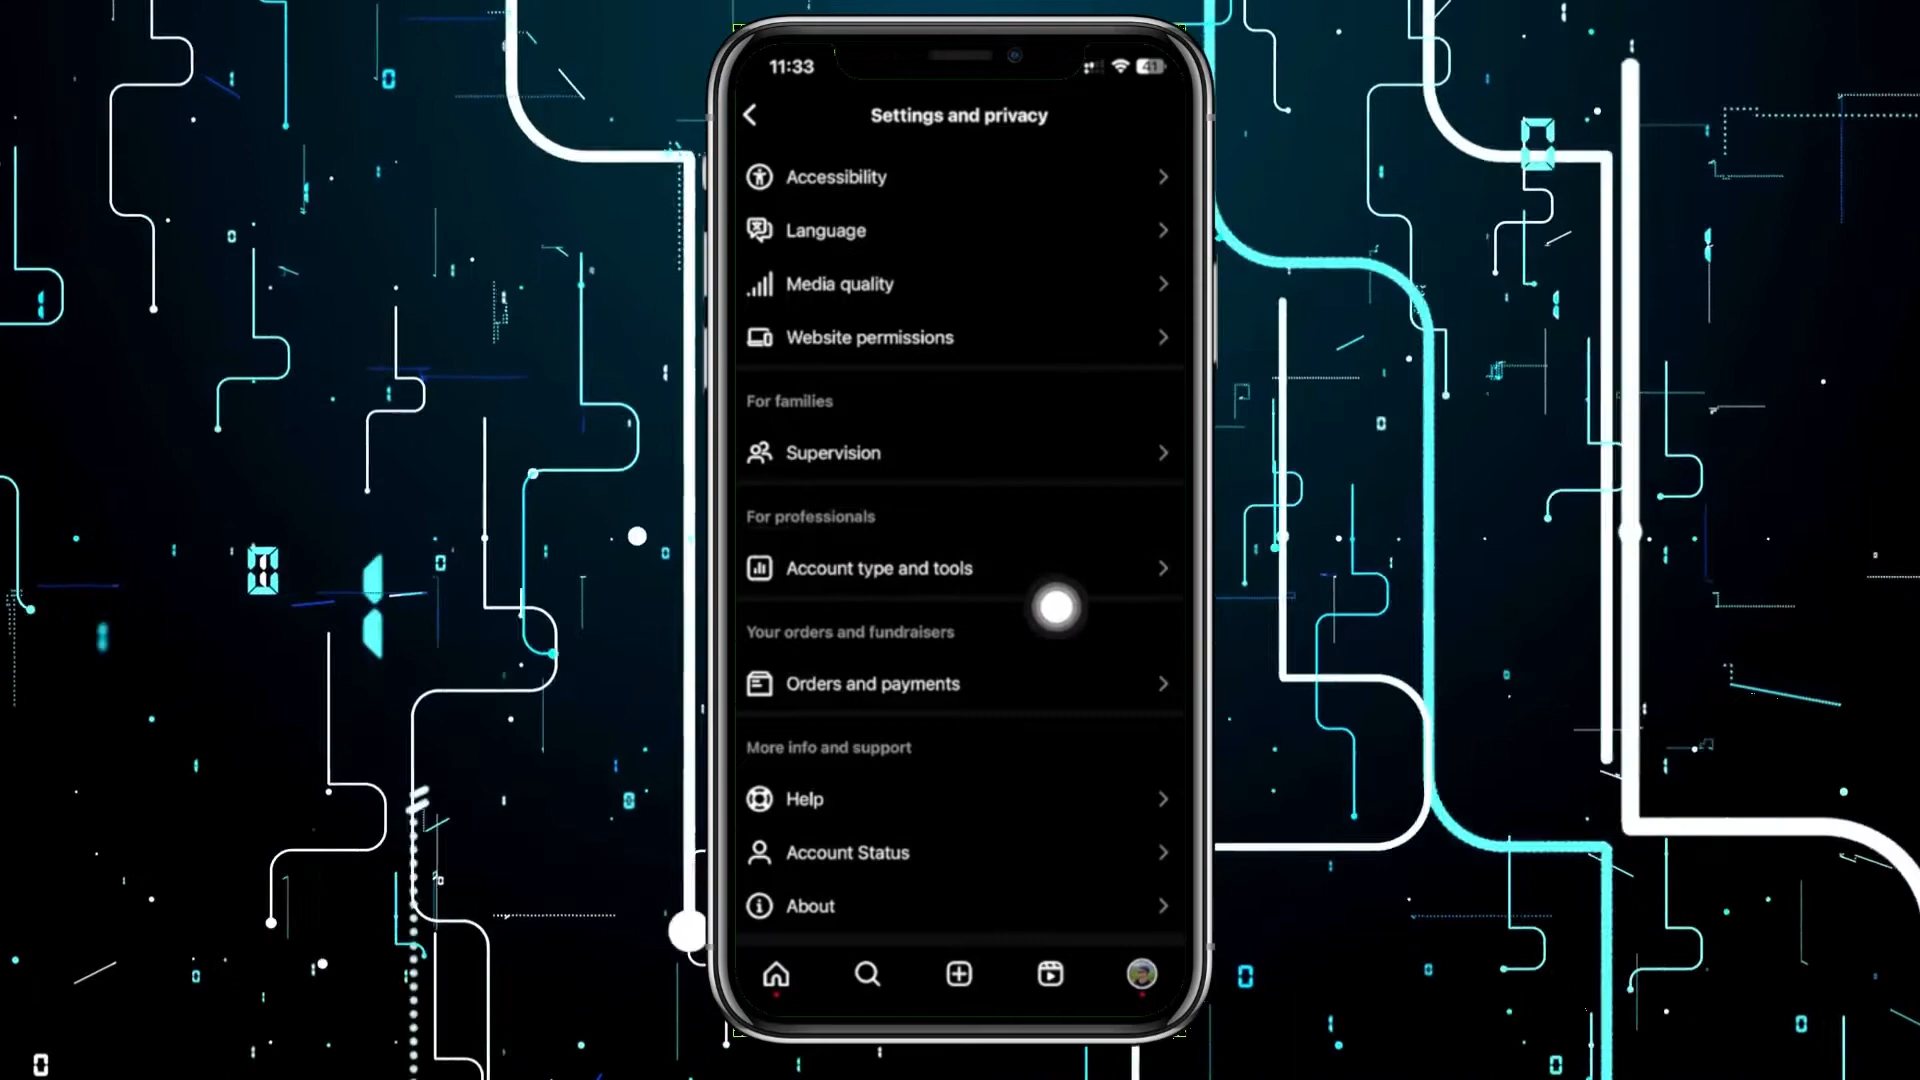 11:33
41
Settings and privacy
Accessibility
Language
Media quality
Website permissions
For families
Supervision
For professionals
Account type and tools
Your orders and fundraisers
Orders and payments
More info and support
Help
Account Status
About